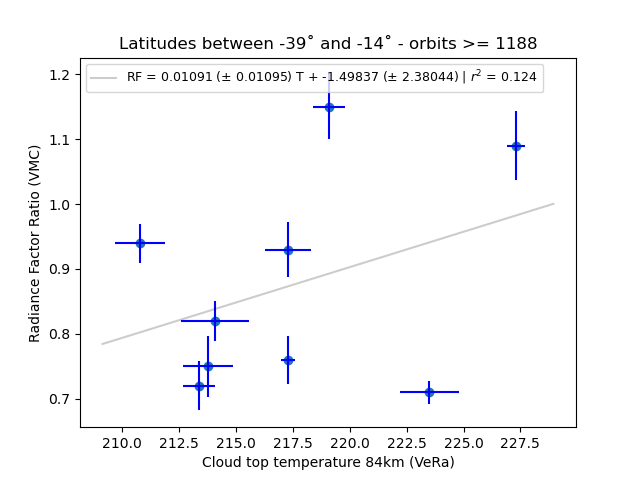 Latitudes between -39˚ and -14˚ - orbits >= 1188
RF = 0.01091 (± 0.01095) T + -1.49837 (± 2.38044) | r² = 0.124
Radiance Factor Ratio (VMC)
1.2
1.1
1.0
0.9
0.8
0.7
210.0 212.5 215.0 217.5 220.0 222.5 225.0 227.5
Cloud top temperature 84km (VeRa)